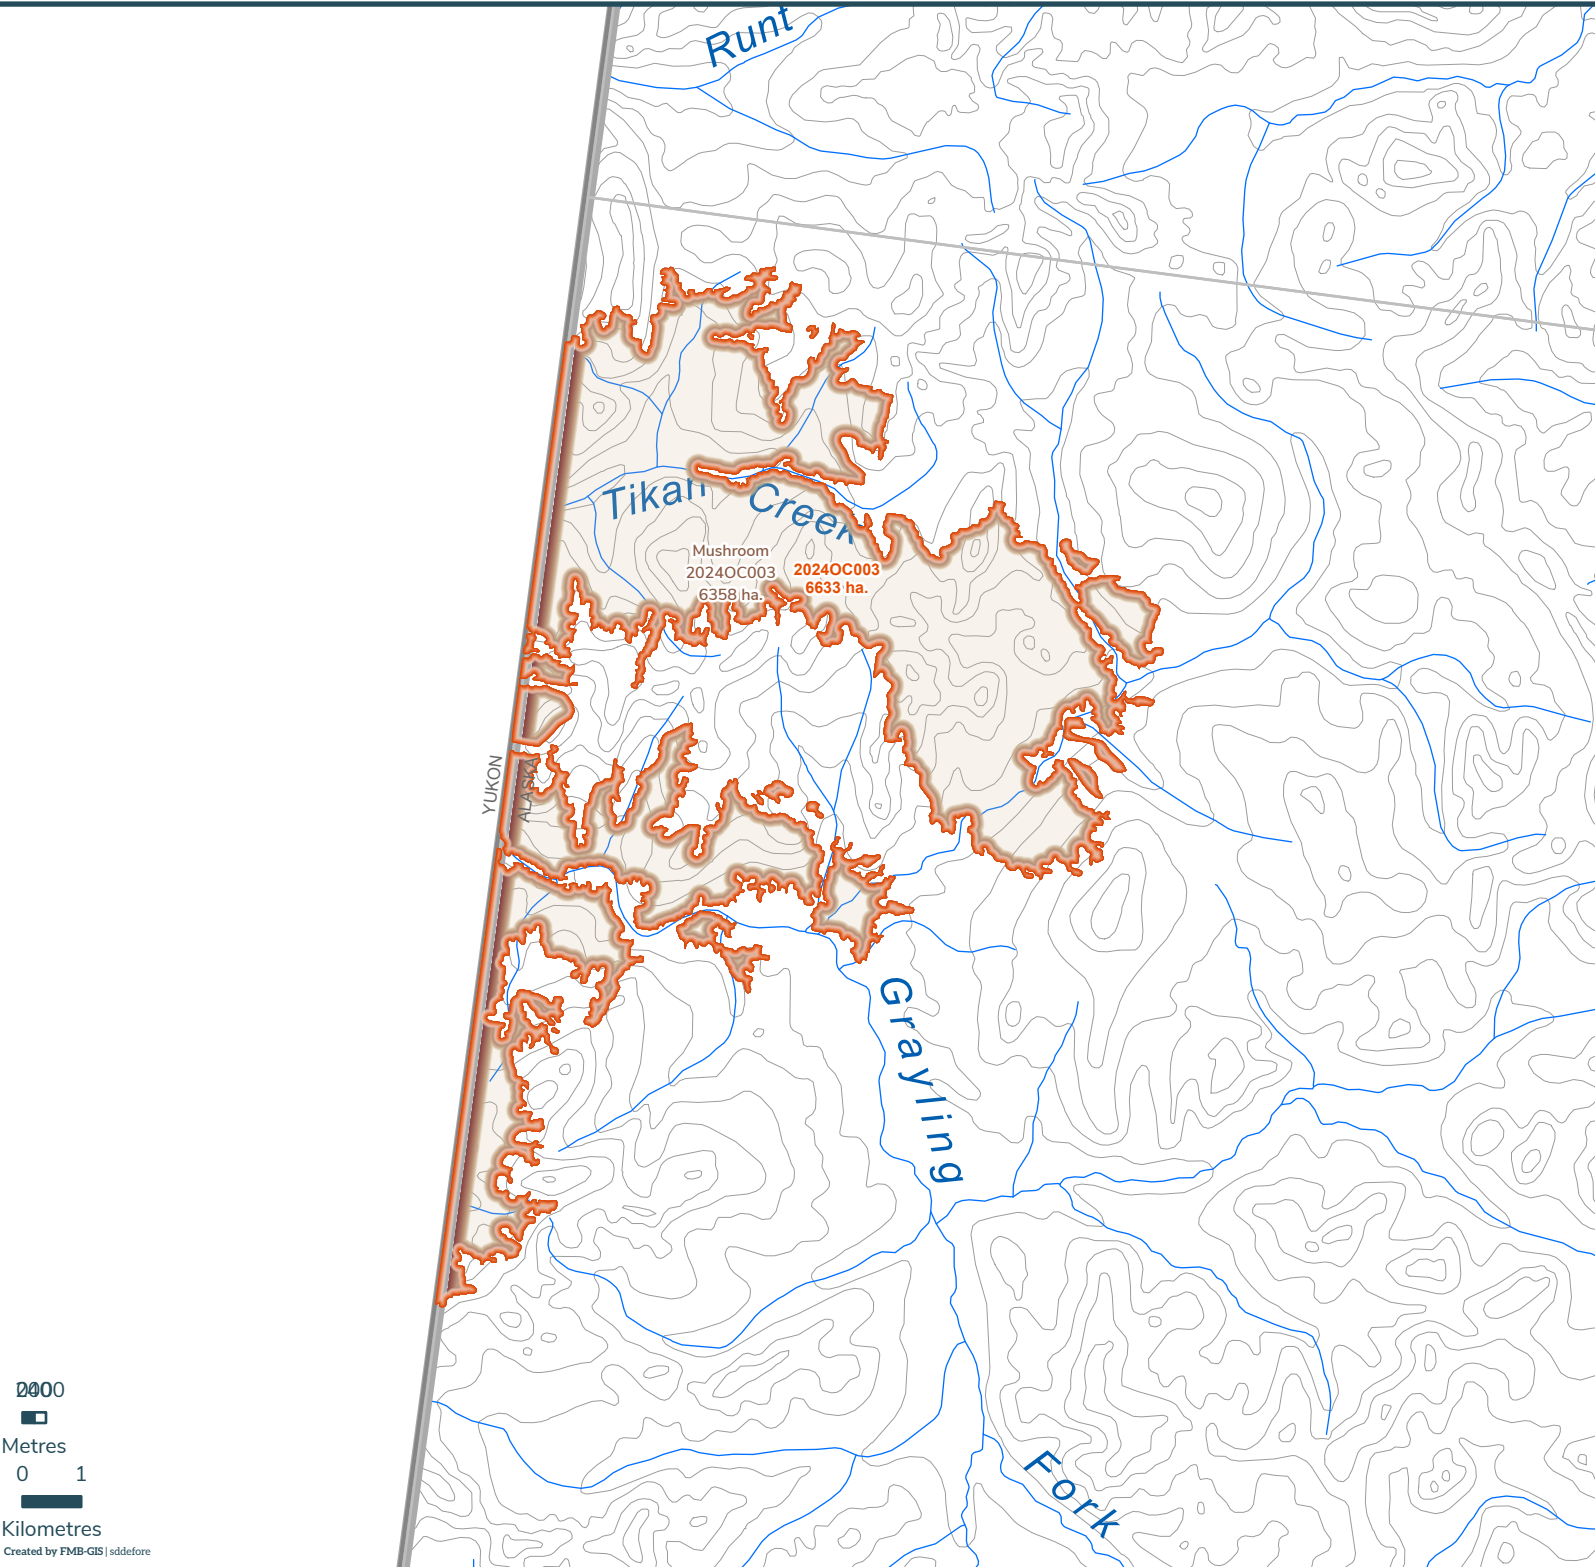 Runt
Tikan Creek
Mushroom
2024OC003
6358 ha.
2024OC003
6633 ha.
YUKON
ALASKA
Grayling
Fork
Metres
0 1
Kilometres
Created by FMB-GIS | sddefore